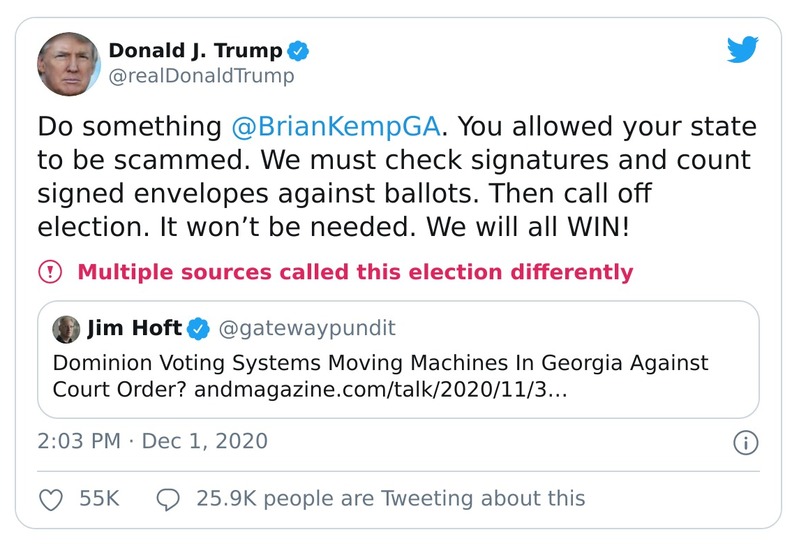 Donald J. Trump
@realDonaldTrump
Do something @BrianKempGA. You allowed your state
to be scammed. We must check signatures and count
signed envelopes against ballots. Then call off
election. It won’t be needed. We will all WIN!
Multiple sources called this election differently
Jim Hoft @gatewaypundit
Dominion Voting Systems Moving Machines In Georgia Against
Court Order? andmagazine.com/talk/2020/11/3…
2:03 PM · Dec 1, 2020
55K 25.9K people are Tweeting about this